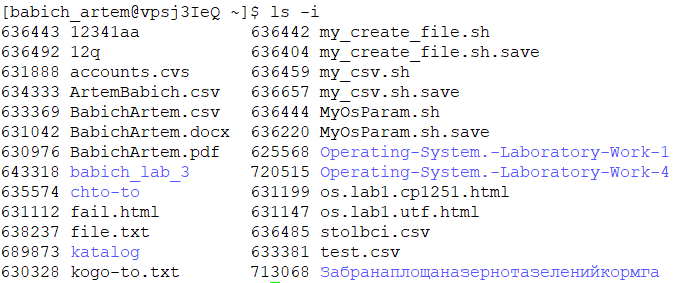 [babich_artem@vpsj3IeQ ~]$ ls -i
636443 12341aa 636442 my_create_file.sh
636492 12q 636404 my_create_file.sh.save
631888 accounts.cvs 636459 my_csv.sh
634333 ArtemBabich.csv 636657 my_csv.sh.save
633369 BabichArtem.csv 636444 MyOsParam.sh
631042 BabichArtem.docx 636220 MyOsParam.sh.save
630976 BabichArtem.pdf 625568 Operating-System.-Laboratory-Work-1
643318 babich_lab_3 720515 Operating-System.-Laboratory-Work-4
635574 chto-to 631199 os.lab1.cp1251.html
631112 fail.html 631147 os.lab1.utf.html
638237 file.txt 636485 stolbci.csv
689873 katalog 633381 test.csv
630328 kogo-to.txt 713068 Забранаплощаназернотазеленийкормга